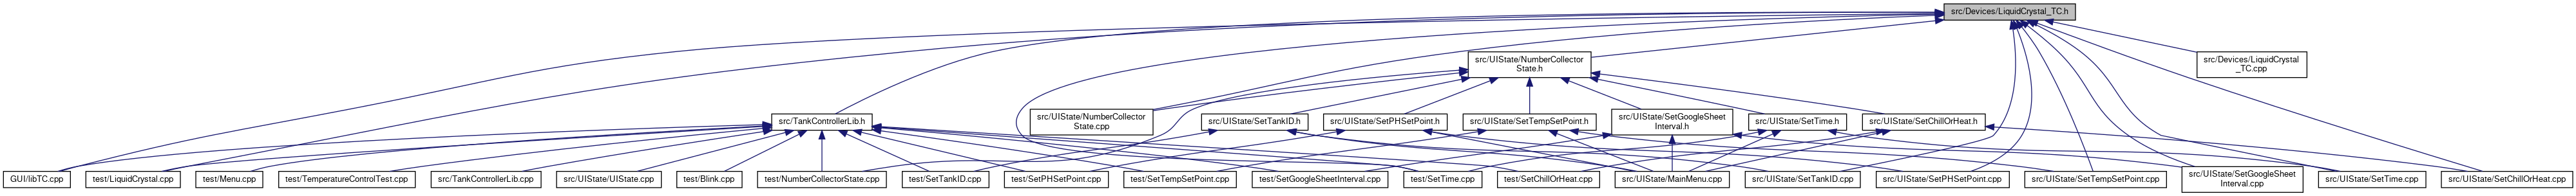 src/Devices/LiquidCrystal_TC.h
src/UIState/NumberCollector
State.h
src/Devices/LiquidCrystal
_TC.cpp
src/TankControllerLib.h
src/UIState/NumberCollector
State.cpp
src/UIState/SetTankID.h
src/UIState/SetPHSetPoint.h
src/UIState/SetTempSetPoint.h
src/UIState/SetGoogleSheet
Interval.h
src/UIState/SetTime.h
src/UIState/SetChillOrHeat.h
GUI/libTC.cpp
test/LiquidCrystal.cpp
test/Menu.cpp
test/TemperatureControlTest.cpp
src/TankControllerLib.cpp
src/UIState/UIState.cpp
test/Blink.cpp
test/NumberCollectorState.cpp
test/SetTankID.cpp
test/SetPHSetPoint.cpp
test/SetTempSetPoint.cpp
test/SetGoogleSheetInterval.cpp
test/SetTime.cpp
test/SetChillOrHeat.cpp
src/UIState/MainMenu.cpp
src/UIState/SetTankID.cpp
src/UIState/SetPHSetPoint.cpp
src/UIState/SetTempSetPoint.cpp
src/UIState/SetGoogleSheet
Interval.cpp
src/UIState/SetTime.cpp
src/UIState/SetChillOrHeat.cpp